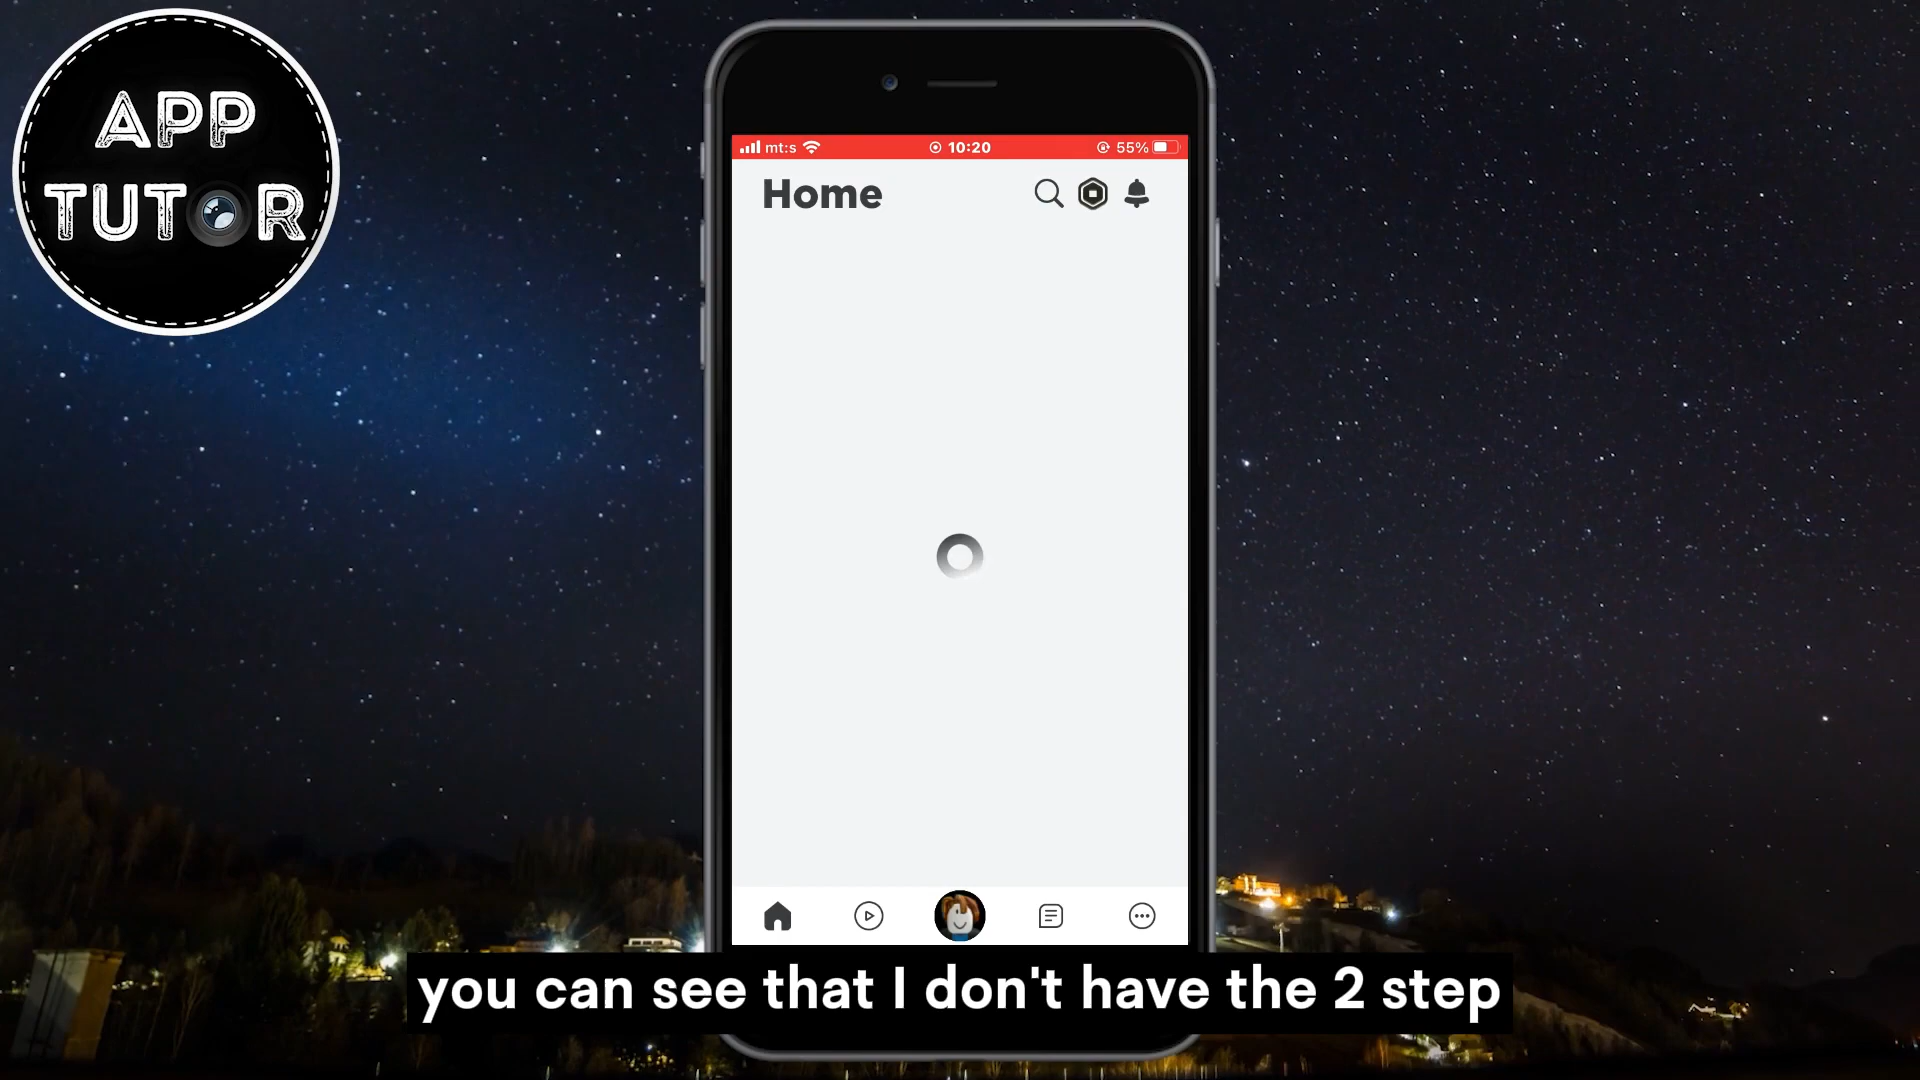 APP
TUTOR
mt:s
10:20
55%
Home
you can see that I don't have the 2 step